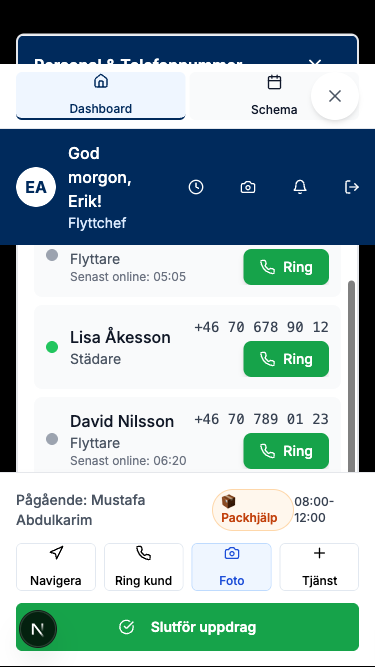 Personal & Telefonnummer
Dashboard
Schema
EA
God
morgon,
Erik!
Flyttchef
Flyttare
Senast online: 05:05
Ring
Lisa Åkesson
+46 70 678 90 12
Städare
Ring
David Nilsson
+46 70 789 01 23
Flyttare
Senast online: 06:20
Ring
Pågående: Mustafa
Abdulkarim
Packhjälp
08:00-
12:00
Navigera
Ring kund
Foto
Tjänst
N
Slutför uppdrag